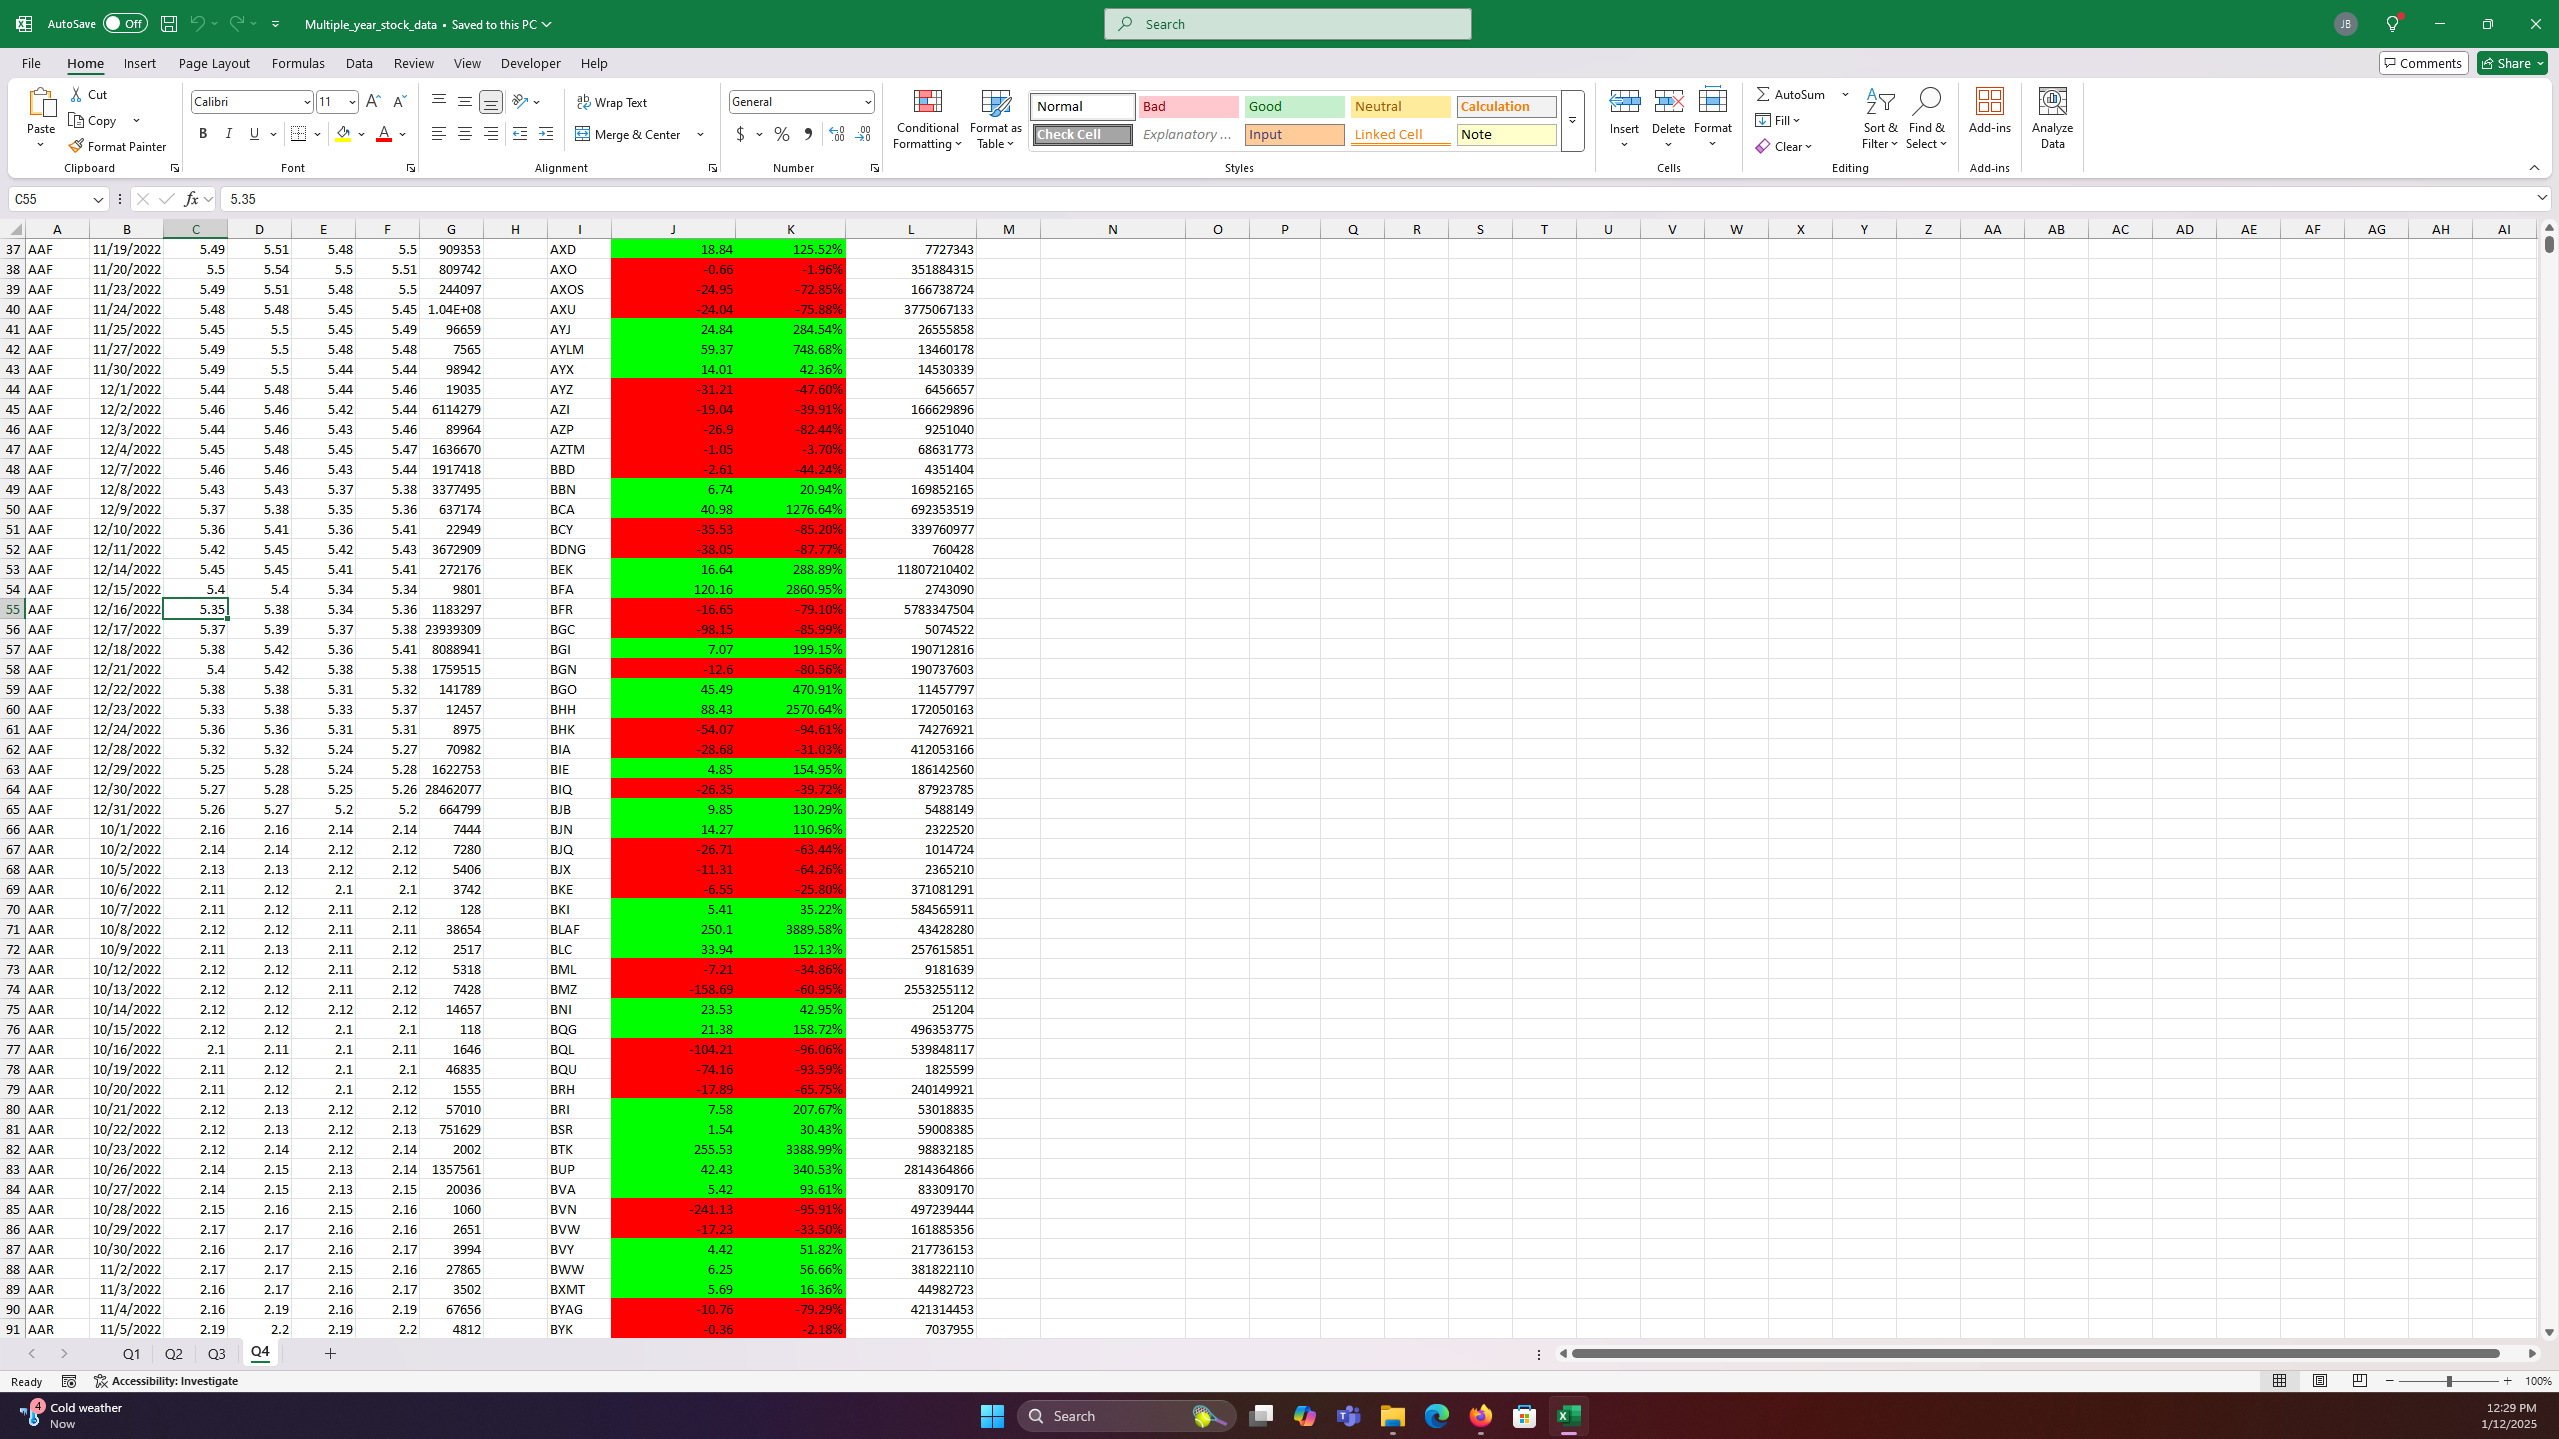 AutoSave Off Multiple_year_stock_data • Saved to this PC Search JB
File Home Insert Page Layout Formulas Data Review View Developer Help Comments Share
Paste Cut Copy Format Painter Clipboard
Calibri 11 B I U A Font
ab Wrap Text Merge & Center Alignment
General $ % 9 Number
Conditional Formatting Format as Table
Normal Bad Good Neutral Calculation
Check Cell Explanatory ... Input Linked Cell Note
Styles
Insert Delete Format Cells
AutoSum Fill Clear Sort & Filter Find & Select Editing
Add-ins Add-ins Analyze Data
C55 fx 5.35
A B C D E F G H I J K L M N O P Q R S T U V W X Y Z AA AB AC AD AE AF AG AH AI
37 AAF 11/19/2022 5.49 5.51 5.48 5.5 909353 AXD 18.84 125.52% 7727343
38 AAF 11/20/2022 5.5 5.54 5.5 5.51 809742 AXO -0.66 -1.96% 351884315
39 AAF 11/23/2022 5.49 5.51 5.48 5.5 244097 AXOS -24.95 -72.85% 166738724
40 AAF 11/24/2022 5.48 5.48 5.45 5.45 1.04E+08 AXU -24.04 -75.88% 3775067133
41 AAF 11/25/2022 5.45 5.5 5.45 5.49 96659 AYJ 24.84 284.54% 26555858
42 AAF 11/27/2022 5.49 5.5 5.48 5.48 7565 AYLM 59.37 748.68% 13460178
43 AAF 11/30/2022 5.49 5.5 5.44 5.44 98942 AYX 14.01 42.36% 14530339
44 AAF 12/1/2022 5.44 5.48 5.44 5.46 19035 AYZ -31.21 -47.60% 6456657
45 AAF 12/2/2022 5.46 5.46 5.42 5.44 6114279 AZI -19.04 -39.91% 166629896
46 AAF 12/3/2022 5.44 5.46 5.43 5.46 89964 AZP -26.9 -82.44% 9251040
47 AAF 12/4/2022 5.45 5.48 5.45 5.47 1636670 AZTM -1.05 -3.70% 68631773
48 AAF 12/7/2022 5.46 5.46 5.43 5.44 1917418 BBD -2.61 -44.24% 4351404
49 AAF 12/8/2022 5.43 5.43 5.37 5.38 3377495 BBN 6.74 20.94% 169852165
50 AAF 12/9/2022 5.37 5.38 5.35 5.36 637174 BCA 40.98 1276.64% 692353519
51 AAF 12/10/2022 5.36 5.41 5.36 5.41 22949 BCY -35.53 -85.20% 339760977
52 AAF 12/11/2022 5.42 5.45 5.42 5.43 3672909 BDNG -38.05 -87.77% 760428
53 AAF 12/14/2022 5.45 5.45 5.41 5.41 272176 BEK 16.64 288.89% 11807210402
54 AAF 12/15/2022 5.4 5.4 5.34 5.34 9801 BFA 120.16 2860.95% 2743090
55 AAF 12/16/2022 5.35 5.38 5.34 5.36 1183297 BFR -16.65 -79.10% 5783347504
56 AAF 12/17/2022 5.37 5.39 5.37 5.38 23939309 BGC -98.15 -85.99% 5074522
57 AAF 12/18/2022 5.38 5.42 5.36 5.41 8088941 BGI 7.07 199.15% 190712816
58 AAF 12/21/2022 5.4 5.42 5.38 5.38 1759515 BGN -12.6 -80.56% 190737603
59 AAF 12/22/2022 5.38 5.38 5.31 5.32 141789 BGO 45.49 470.91% 11457797
60 AAF 12/23/2022 5.33 5.38 5.33 5.37 12457 BHH 88.43 2570.64% 172050163
61 AAF 12/24/2022 5.36 5.36 5.31 5.31 8975 BHK -54.07 -94.61% 74276921
62 AAF 12/28/2022 5.32 5.32 5.24 5.27 70982 BIA -28.68 -31.03% 412053166
63 AAF 12/29/2022 5.25 5.28 5.24 5.28 1622753 BIE 4.85 154.95% 186142560
64 AAF 12/30/2022 5.27 5.28 5.25 5.26 28462077 BIQ -26.35 -39.72% 87923785
65 AAF 12/31/2022 5.26 5.27 5.2 5.2 664799 BJB 9.85 130.29% 5488149
66 AAR 10/1/2022 2.16 2.16 2.14 2.14 7444 BJN 14.27 110.96% 2322520
67 AAR 10/2/2022 2.14 2.14 2.12 2.12 7280 BJQ -26.71 -63.44% 1014724
68 AAR 10/5/2022 2.13 2.13 2.12 2.12 5406 BJX -11.31 -64.26% 2365210
69 AAR 10/6/2022 2.11 2.12 2.1 2.1 3742 BKE -6.55 -25.80% 371081291
70 AAR 10/7/2022 2.11 2.12 2.11 2.12 128 BKI 5.41 35.22% 584565911
71 AAR 10/8/2022 2.12 2.12 2.11 2.11 38654 BLAF 250.1 3889.58% 43428280
72 AAR 10/9/2022 2.11 2.13 2.11 2.12 2517 BLC 33.94 152.13% 257615851
73 AAR 10/12/2022 2.12 2.12 2.11 2.12 5318 BML -7.21 -34.86% 9181639
74 AAR 10/13/2022 2.12 2.12 2.11 2.12 7428 BMZ -158.69 -60.95% 2553255112
75 AAR 10/14/2022 2.12 2.12 2.12 2.12 14657 BNI 23.53 42.95% 251204
76 AAR 10/15/2022 2.12 2.12 2.1 2.1 118 BQG 21.38 158.72% 496353775
77 AAR 10/16/2022 2.1 2.11 2.1 2.11 1646 BQL -104.21 -96.06% 539848117
78 AAR 10/19/2022 2.11 2.12 2.1 2.1 46835 BQU -74.16 -93.59% 1825599
79 AAR 10/20/2022 2.11 2.12 2.1 2.12 1555 BRH -17.89 -65.75% 240149921
80 AAR 10/21/2022 2.12 2.13 2.12 2.12 57010 BRI 7.58 207.67% 53018835
81 AAR 10/22/2022 2.12 2.13 2.12 2.13 751629 BSR 1.54 30.43% 59008385
82 AAR 10/23/2022 2.12 2.14 2.12 2.14 2002 BTK 255.53 3388.99% 98832185
83 AAR 10/26/2022 2.14 2.15 2.13 2.14 1357561 BUP 42.43 340.53% 2814364866
84 AAR 10/27/2022 2.14 2.15 2.13 2.15 20036 BVA 5.42 93.61% 83309170
85 AAR 10/28/2022 2.15 2.16 2.15 2.16 1060 BVN -241.13 -95.91% 497239444
86 AAR 10/29/2022 2.17 2.17 2.16 2.16 2651 BVW -17.23 -33.50% 161885356
87 AAR 10/30/2022 2.16 2.17 2.16 2.17 3994 BVY 4.42 51.82% 217736153
88 AAR 11/2/2022 2.17 2.17 2.15 2.16 27865 BWW 6.25 56.66% 381822110
89 AAR 11/3/2022 2.16 2.17 2.16 2.17 3502 BXMT 5.69 16.36% 44982723
90 AAR 11/4/2022 2.16 2.19 2.16 2.19 67656 BYAG -10.76 -79.29% 421314453
91 AAR 11/5/2022 2.19 2.2 2.19 2.2 4812 BYK -0.36 -2.18% 7037955
Q1 Q2 Q3 Q4
Ready Accessibility: Investigate 100%
4 Cold weather Search 12:29 PM
Now 1/12/2025